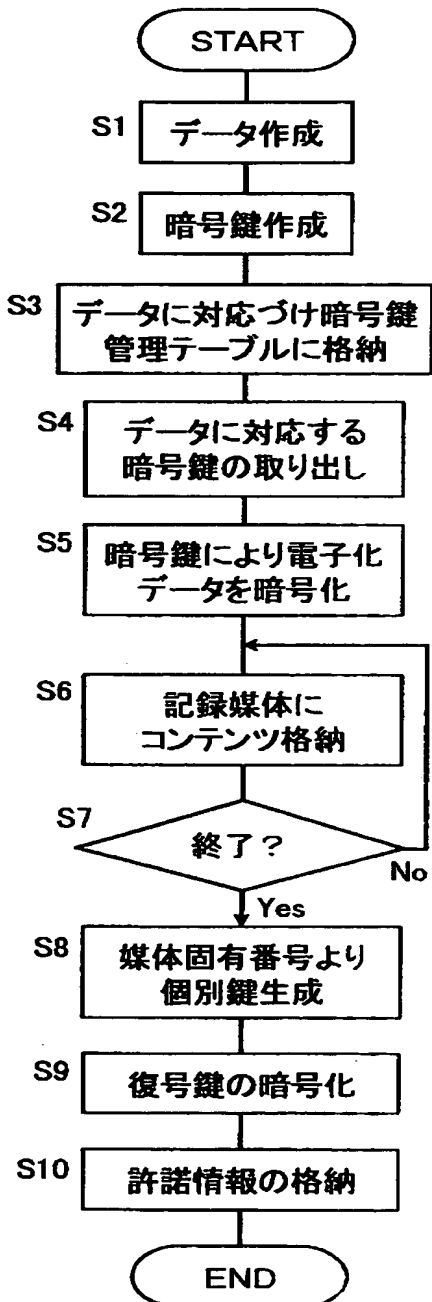 START
S1
データ作成
S2
暗号鍵作成
S3
データに対応づけ暗号鍵
管理テーブルに格納
S4
データに対応する
暗号鍵の取り出し
S5
暗号鍵により電子化
データを暗号化
S6
記録媒体に
コンテンツ格納
S7
終了？
No
Yes
S8
媒体固有番号より
個別鍵生成
S9
復号鍵の暗号化
S10
許諾情報の格納
END